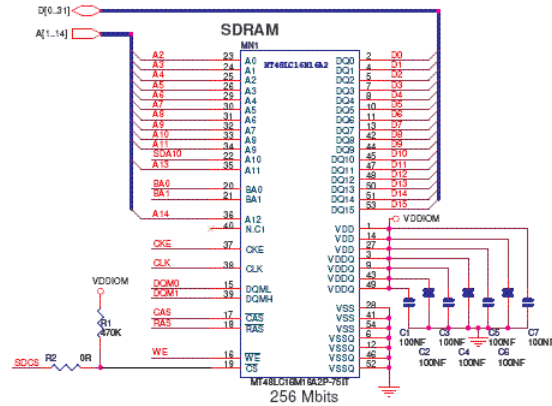 D[0..31]
A[1..14]
SDRAM
MN1
MT48LC16M16A2
A2 23 A0 DQ0 2 D0
A3 24 A1 DQ1 4 D1
A4 25 A2 DQ2 5 D2
A5 26 A3 DQ3 7 D3
A6 29 A4 DQ4 8 D4
A7 30 A5 DQ5 10 D5
A8 31 A6 DQ6 11 D6
A9 32 A7 DQ7 13 D7
A10 33 A8 DQ8 42 D8
A11 34 A9 DQ9 44 D9
SDA10 22 A10 DQ10 45 D10
A13 35 A11 DQ11 47 D11
DQ12 48 D12
BA0 20 BA0 DQ13 50 D13
BA1 21 BA1 DQ14 51 D14
DQ15 53 D15
A14 36 A12 VDDIOM
40 N.C1 VDD 1
VDD 14
CKE 37 CKE VDD 27
VDDQ 3
CLK 38 CLK VDDQ 9
VDDQ 43
DQM0 15 DQML VDDQ 49
DQM1 39 DQMH
VDDIOM
VSS 28
CAS 17 CAS VSS 41
RAS 18 RAS VSS 54
VSSQ 6
VSSQ 12
WE 16 WE VSSQ 46
19 CS VSSQ 52
R1
470K
SDCS R2 0R
C1 C3 C5 C7
100NF 100NF 100NF 100NF
C2 C4 C6
100NF 100NF 100NF
MT48LC16M16A2P-75IT
256 Mbits